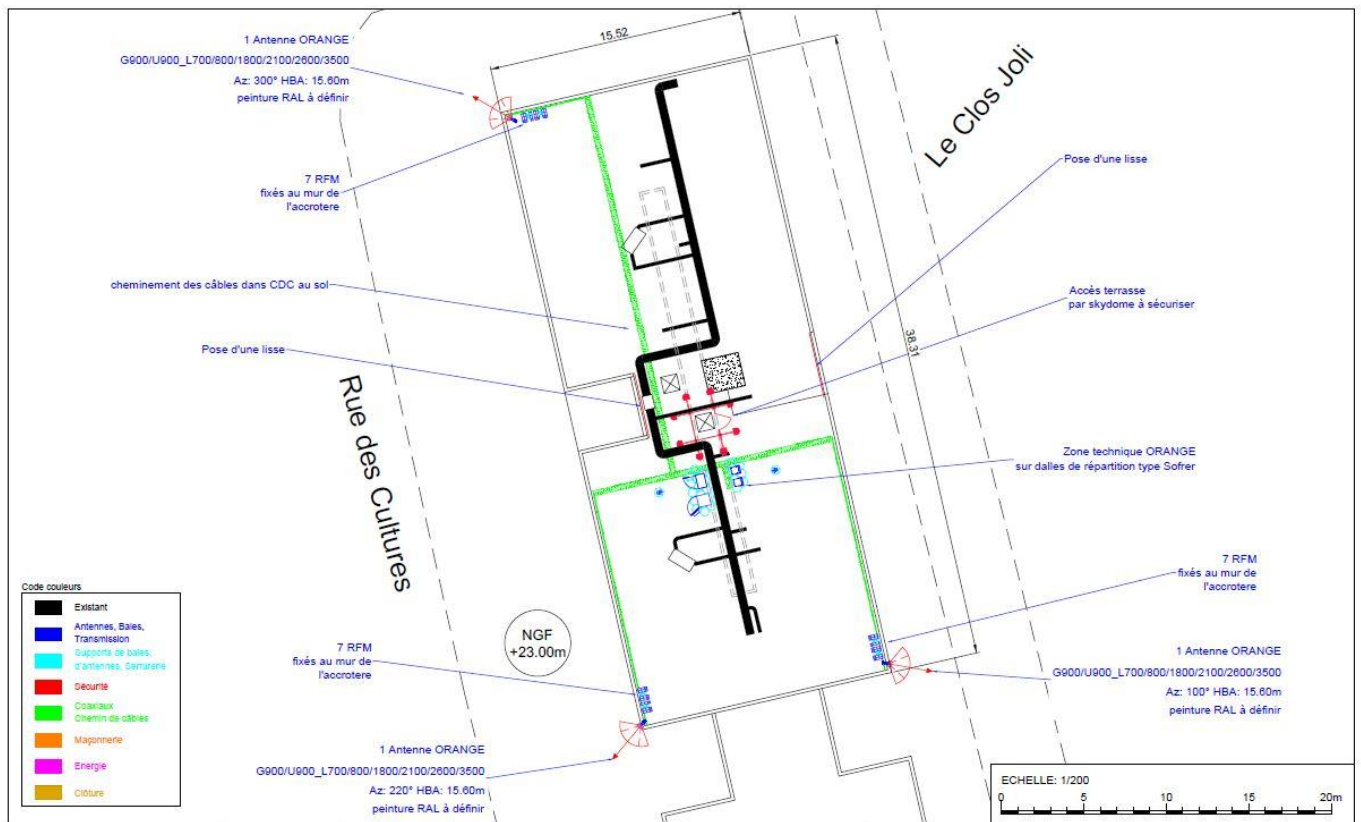 15.52
1 Antenne ORANGE
G900/U900_L700/800/1800/2100/2600/3500
Az: 300° HBA: 15.60m
peinture RAL à définir
Le Clos Joli
Pose d'une lisse
7 RFM
fixés au mur de
l'accrotere
cheminement des câbles dans CDC au sol
Accès terrasse
par skydome à sécuriser
38.31
Pose d'une lisse
Rue des Cultures
Zone technique ORANGE
sur dalles de répartition type Sofrer
7 RFM
fixés au mur de
l'accrotere
Code couleurs
Existant
Antennes, Baies,
Transmission
Supports de baies,
d'antennes, Serrurerie
Sécurité
Coaxiaux
Chemin de câbles
Maçonnerie
Energie
Clôture
NGF
+23.00m
7 RFM
fixés au mur de
l'accrotere
1 Antenne ORANGE
G900/U900_L700/800/1800/2100/2600/3500
Az: 100° HBA: 15.60m
peinture RAL à définir
1 Antenne ORANGE
G900/U900_L700/800/1800/2100/2600/3500
Az: 220° HBA: 15.60m
peinture RAL à définir
ECHELLE: 1/200
0 5 10 15 20m